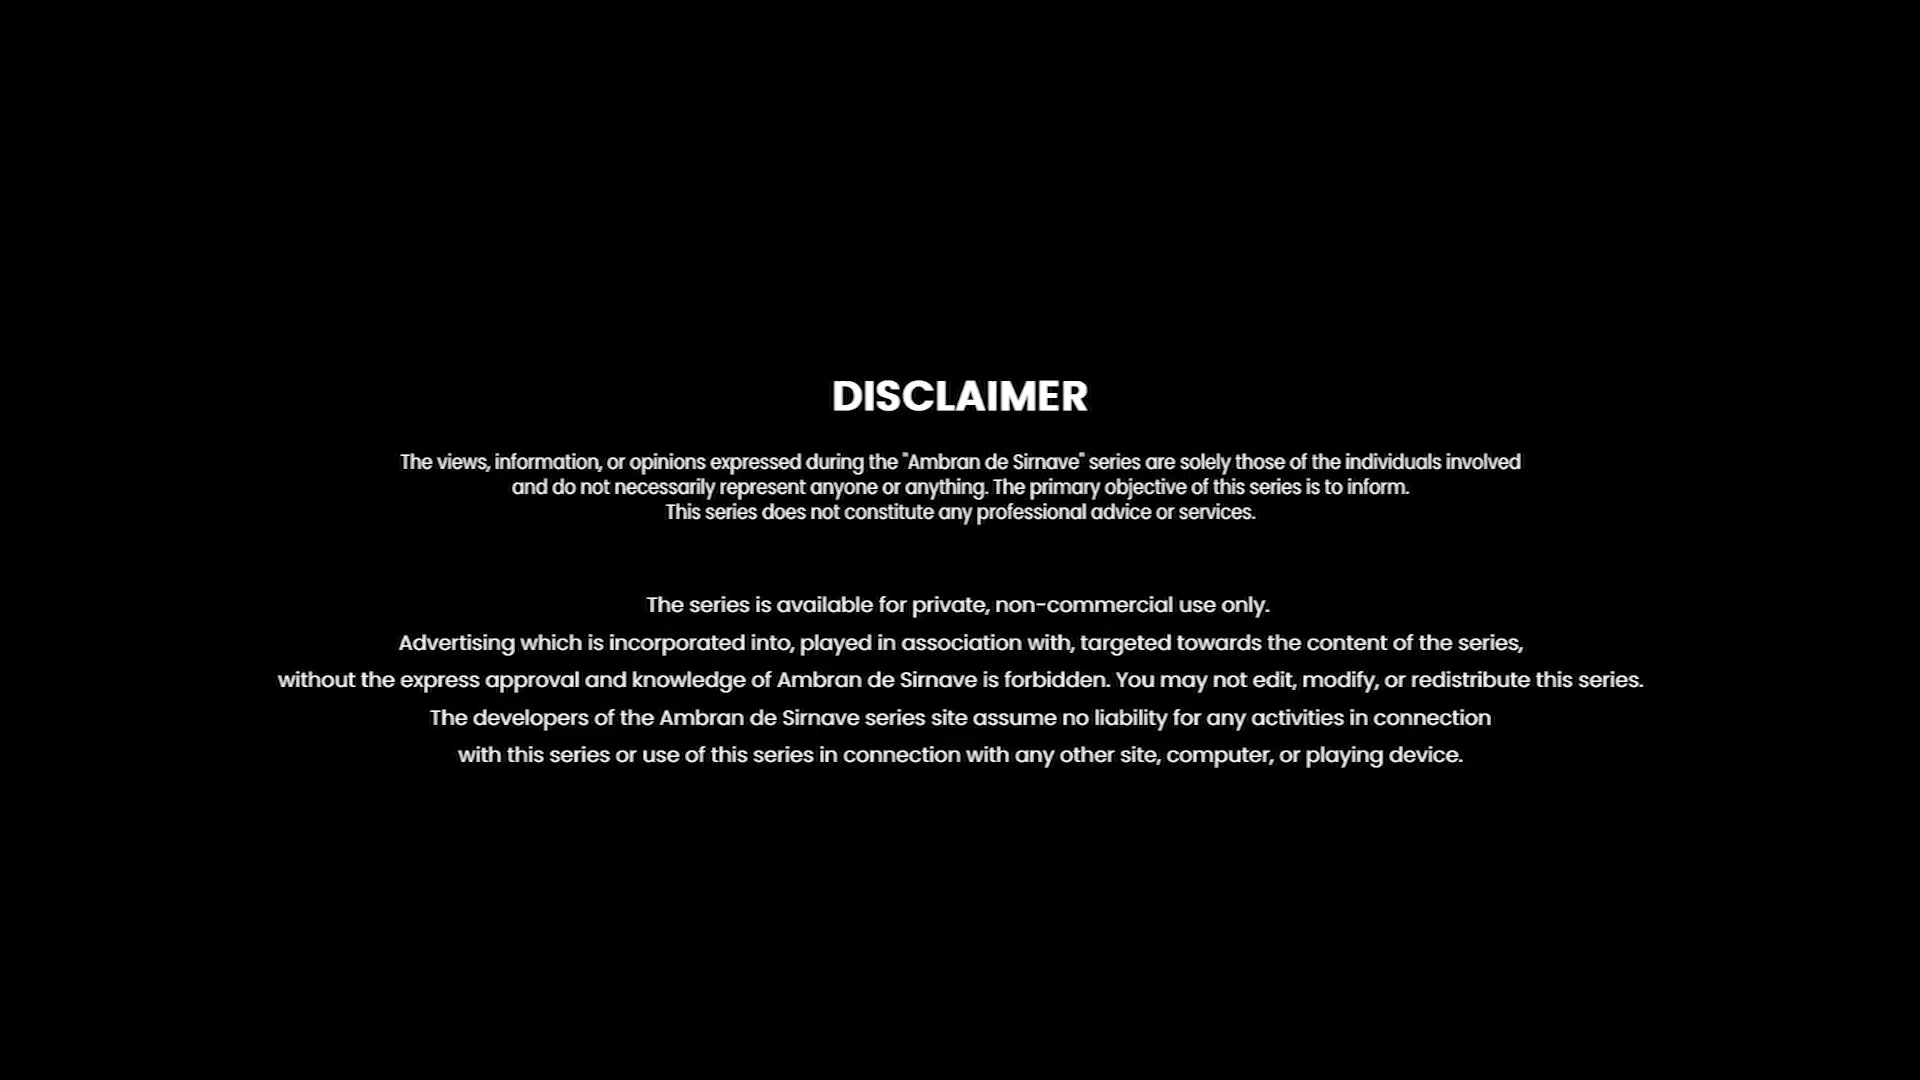 DISCLAIMER
The views, information, or opinions expressed during the "Ambran de Sirnave" series are solely those of the individuals involved
and do not necessarily represent anyone or anything. The primary objective of this series is to inform.
This series does not constitute any professional advice or services.
The series is available for private, non-commercial use only.
Advertising which is incorporated into, played in association with, targeted towards the content of the series,
without the express approval and knowledge of Ambran de Sirnave is forbidden. You may not edit, modify, or redistribute this series.
The developers of the Ambran de Sirnave series site assume no liability for any activities in connection
with this series or use of this series in connection with any other site, computer, or playing device.